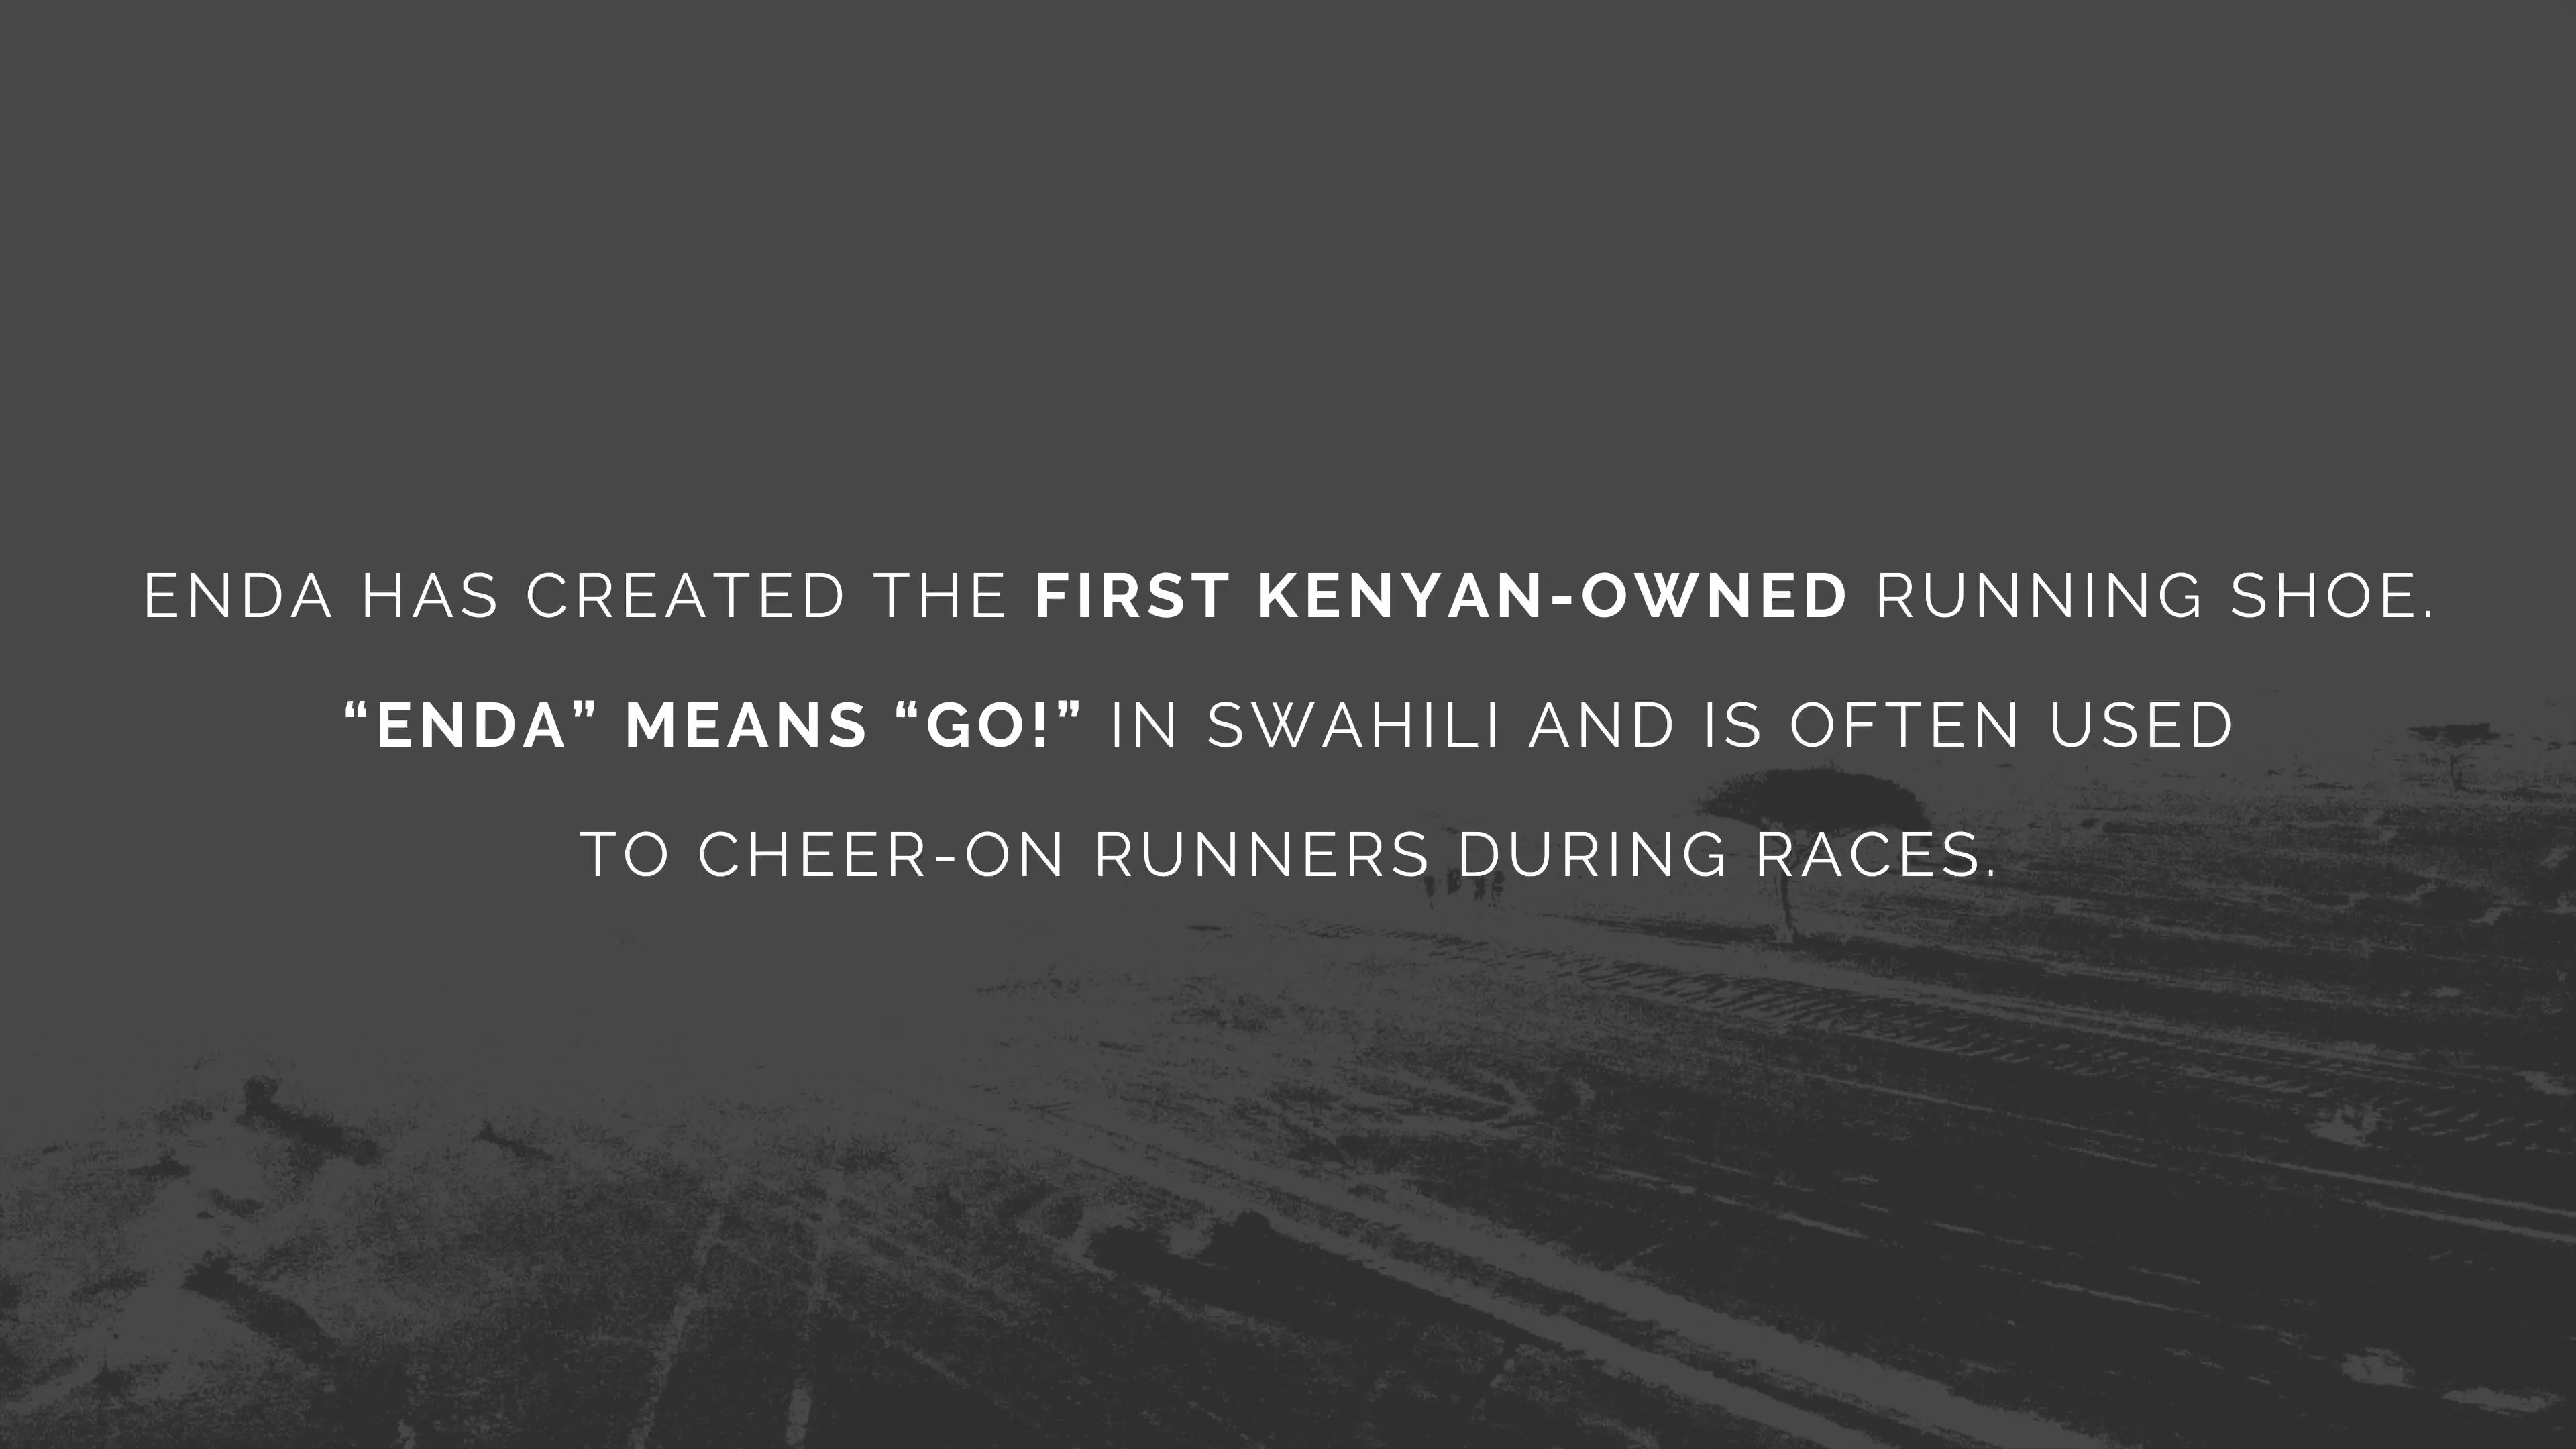 ENDA HAS CREATED THE FIRST KENYAN-OWNED RUNNING SHOE.
“ENDA” MEANS “GO!” IN SWAHILI AND IS OFTEN USED
TO CHEER-ON RUNNERS DURING RACES.